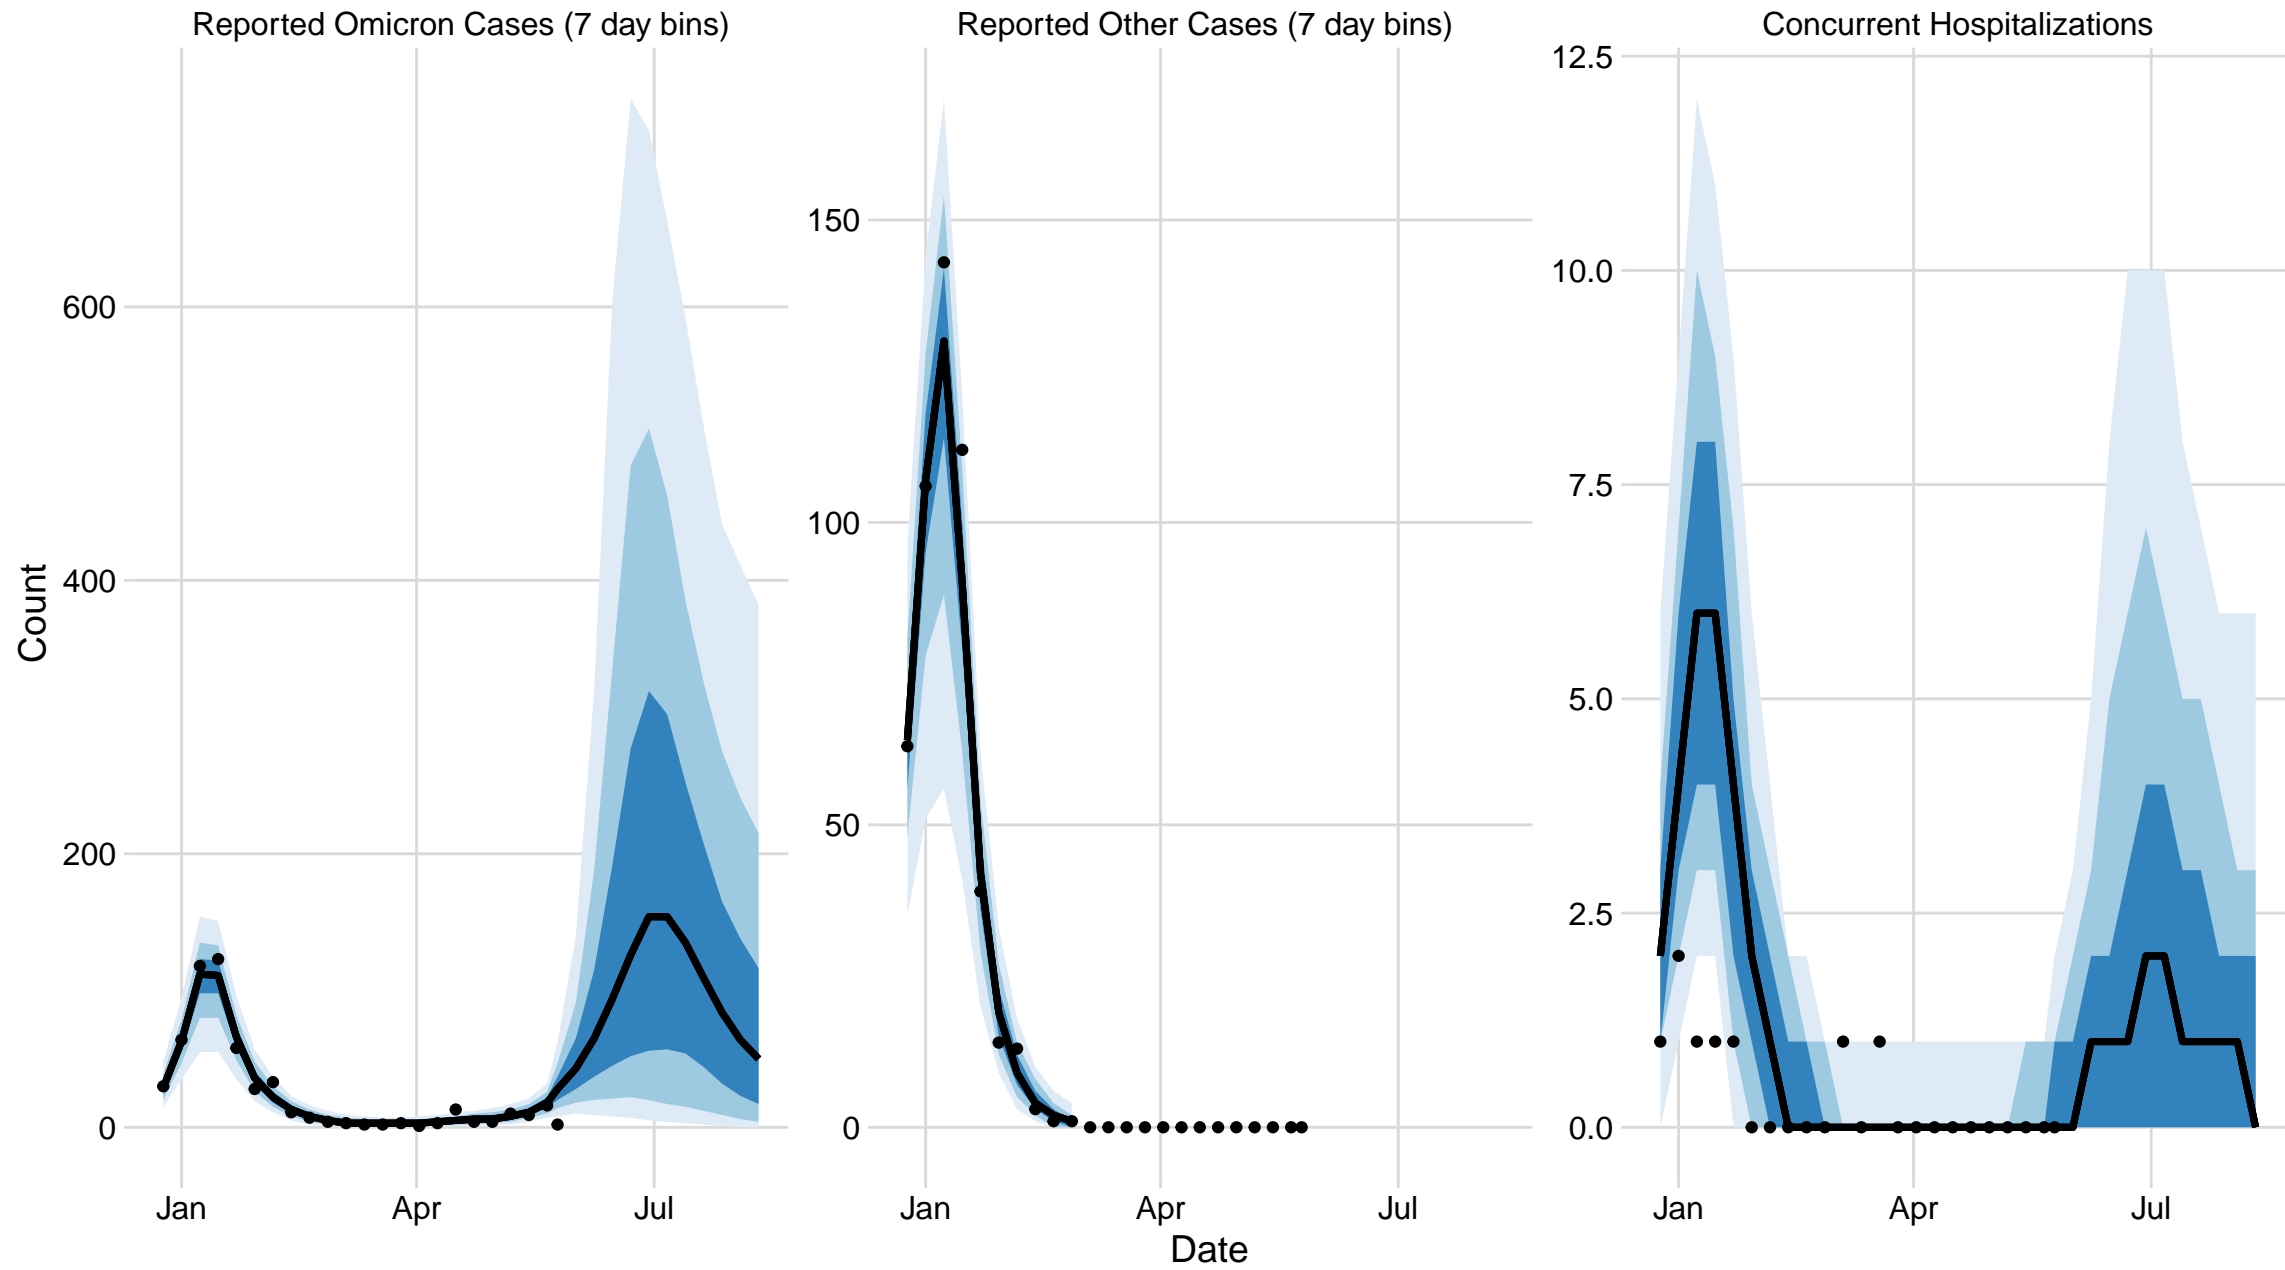 Reported Omicron Cases (7 day bins)
Reported Other Cases (7 day bins)
Concurrent Hospitalizations
Count
600
400
200
0
Jan Apr Jul
150
100
50
0
Jan Apr Jul
12.5
10.0
7.5
5.0
2.5
0.0
Jan Apr Jul
Date